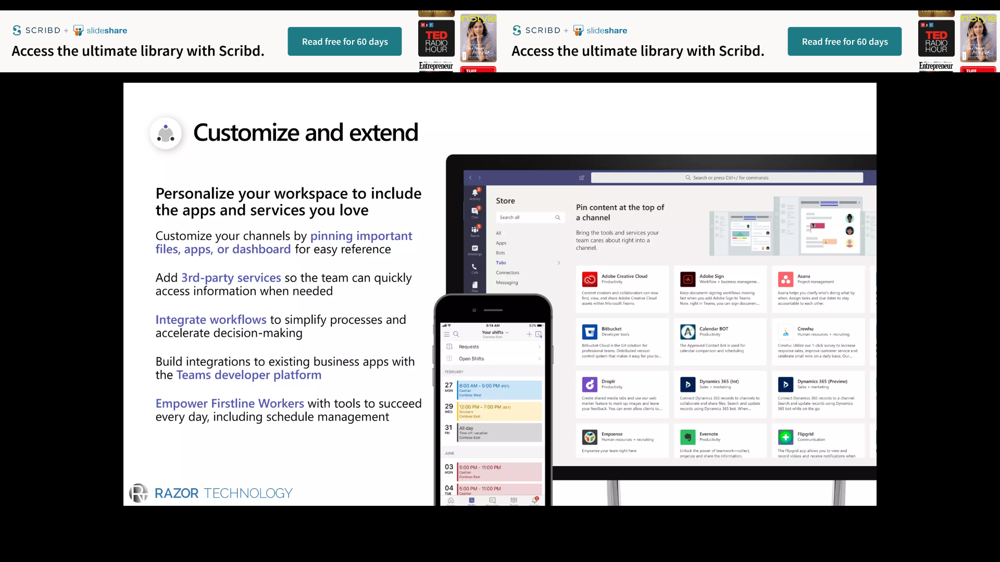 SCRIBD + slideshare
Access the ultimate library with Scribd.
Read free for 60 days
npr
TED
RADIO
HOUR
InStyle
Entrepreneur
STUFF
SCRIBD + slideshare
Access the ultimate library with Scribd.
Read free for 60 days
npr
TED
RADIO
HOUR
InStyle
Entrepreneur
STUFF
Customize and extend
Personalize your workspace to include
the apps and services you love
Customize your channels by pinning important
files, apps, or dashboard for easy reference
Add 3rd-party services so the team can quickly
access information when needed
Integrate workflows to simplify processes and
accelerate decision-making
Build integrations to existing business apps with
the Teams developer platform
Empower Firstline Workers with tools to succeed
every day, including schedule management
RAZOR TECHNOLOGY
Search or press Ctrl+/ for commands
Activity
Chat
Teams
Meetings
Calls
Files
Store
Search all
All
Apps
Bots
Tabs
Connectors
Messaging
Pin content at the top of
a channel
Bring the tools and services your
team cares about right into a
channel.
Adobe Creative Cloud
Productivity
Content creators and collaborators can now
find, view, and share Adobe Creative Cloud
assets within Microsoft Teams.
Adobe Sign
Workflow + business manageme...
Keep document-signing workflows moving
fast when you add Adobe Sign to Teams.
Now, right in Teams, you can sign documen...
Asana
Project management
Asana helps you clarify who's doing what by
when. Assign tasks and due dates to stay
accountable to each other.
Bitbucket
Developer tools
Bitbucket Cloud is the Git solution for
professional teams. Distributed version
control system that makes it easy for you to...
Calendar BOT
Productivity
The Approved Contact Bot is used for
calendar comparison and scheduling
ch
Crewhu
Human resources + recruiting
Crewhu: Utilize our 1-click survey to increase
response rates, improve customer service and
celebrate small wins on a daily basis; Our...
Droplr
Productivity
Create shared media tabs and use our web
marker feature to mark up images and leave
your feedback. You can even allow clients to...
Dynamics 365 (Int)
Sales + marketing
Connect Dynamics 365 records to channels to
collaborate and share files. Search and update
records using Dynamics 365 bot. When...
Dynamics 365 (Preview)
Sales + marketing
Connect Dynamics 365 records to a channel.
Search and update records using Dynamics
365 bot while on the go.
Empsense
Human resources + recruiting
Empsense your team right here
Evernote
Productivity
Unlock the power of teamwork—collect,
organize and share the information,
Flipgrid
Communication
The Flipgrid app allows you to view and
record videos and receive notifications when
8:14 AM
82%
Your shifts
Contoso East
Requests
Open Shifts
FEBRUARY
27 MON
8:00 AM - 5:00 PM (PST)
Cashier
Contoso West
29 WED
12:00 PM - 7:00 PM (EST)
Stockers
Contoso East
31 FRI
All day
Time off: vacation
Contoso East
JUNE
03 MON
5:00 PM - 11:00 PM
Cashier
Contoso East
04 TUE
5:00 PM - 11:00 PM
Cashier